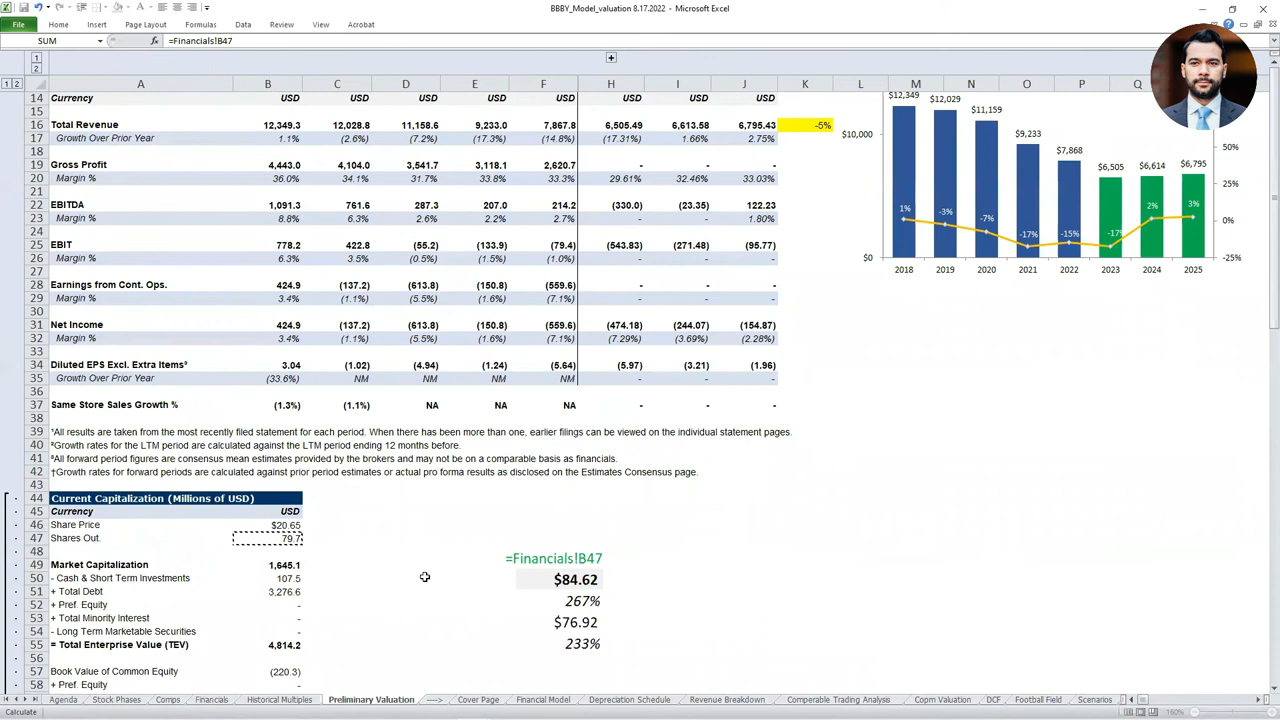 BBBY_Model_valuation 8.17.2022 - Microsoft Excel
File Home Insert Page Layout Formulas Data Review View Acrobat
SUM fx =Financials!B47
1
2
1 2
A B C D E F H I J K L M N O P Q
14 Currency USD USD USD USD USD USD USD USD
15
16 Total Revenue 12,349.3 12,028.8 11,158.6 9,233.0 7,867.8 6,505.49 6,613.58 6,795.43 -5%
17 Growth Over Prior Year 1.1% (2.6%) (7.2%) (17.3%) (14.8%) (17.31%) 1.66% 2.75%
18
19 Gross Profit 4,443.0 4,104.0 3,541.7 3,118.1 2,620.7 - - -
20 Margin % 36.0% 34.1% 31.7% 33.8% 33.3% 29.61% 32.46% 33.03%
21
22 EBITDA 1,091.3 761.6 287.3 207.0 214.2 (330.0) (23.35) 122.23
23 Margin % 8.8% 6.3% 2.6% 2.2% 2.7% - - 1.80%
24
25 EBIT 778.2 422.8 (55.2) (133.9) (79.4) (543.83) (271.48) (95.77)
26 Margin % 6.3% 3.5% (0.5%) (1.5%) (1.0%) - - -
27
28 Earnings from Cont. Ops. 424.9 (137.2) (613.8) (150.8) (559.6) - - -
29 Margin % 3.4% (1.1%) (5.5%) (1.6%) (7.1%) - - -
30
31 Net Income 424.9 (137.2) (613.8) (150.8) (559.6) (474.18) (244.07) (154.87)
32 Margin % 3.4% (1.1%) (5.5%) (1.6%) (7.1%) (7.29%) (3.69%) (2.28%)
33
34 Diluted EPS Excl. Extra Items³ 3.04 (1.02) (4.94) (1.24) (5.64) (5.97) (3.21) (1.96)
35 Growth Over Prior Year (33.6%) NM NM NM NM - - -
36
37 Same Store Sales Growth % (1.3%) (1.1%) NA NA NA - - -
38
39 ¹All results are taken from the most recently filed statement for each period. When there has been more than one, earlier filings can be viewed on the individual statement pages.
40 ²Growth rates for the LTM period are calculated against the LTM period ending 12 months before.
41 ³All forward period figures are consensus mean estimates provided by the brokers and may not be on a comparable basis as financials.
42 †Growth rates for forward periods are calculated against prior period estimates or actual pro forma results as disclosed on the Estimates Consensus page.
43
44 Current Capitalization (Millions of USD)
45 Currency USD
46 Share Price $20.65
47 Shares Out. 79.7
48
49 Market Capitalization 1,645.1
50 - Cash & Short Term Investments 107.5
51 + Total Debt 3,276.6
52 + Pref. Equity -
53 + Total Minority Interest -
54 - Long Term Marketable Securities -
55 = Total Enterprise Value (TEV) 4,814.2
56
57 Book Value of Common Equity (220.3)
58 + Pref. Equity -
=Financials!B47
$84.62
267%
$76.92
233%
$12,349 $12,029 $11,159 $9,233 $7,868 $6,505 $6,614 $6,795
$10,000
$0
50%
25%
0%
-25%
1% -3% -7% -17% -15% -17% 2% 3%
2018 2019 2020 2021 2022 2023 2024 2025
Agenda Stock Phases Comps Financials Historical Multiples Preliminary Valuation ---> Cover Page Financial Model Depreciation Schedule Revenue Breakdown Comparable Trading Analysis Copm Valuation DCF Football Field Scenarios
Calculate 160%